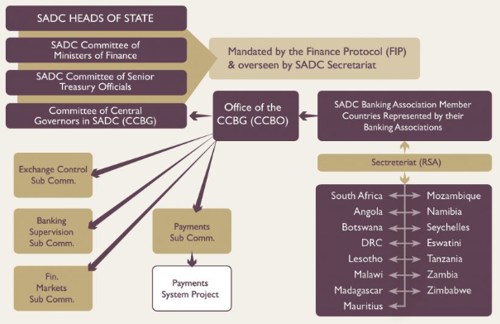 SADC HEADS OF STATE
SADC Committee of
Ministers of Finance
SADC Committee of Senior
Treasury Officials
Committee of Central
Governors in SADC (CCBG)
Mandated by the Finance Protocol (FIP)
& overseen by SADC Secretariat
Office of the
CCBG (CCBO)
SADC Banking Association Member
Countries Represented by their
Banking Associations
Sectreteriat (RSA)
Exchange Control
Sub Comm.
Banking
Supervision
Sub Comm.
Fin.
Marketa
Sub Comm.
Payments
Sub Comm.
Payments
System Project
South Africa Mozambique
Angola Namibia
Botswana Seychelles
DRC Eswatini
Lesotho Tanzania
Malawi Zambia
Madagascar Zimbabwe
Mauritius